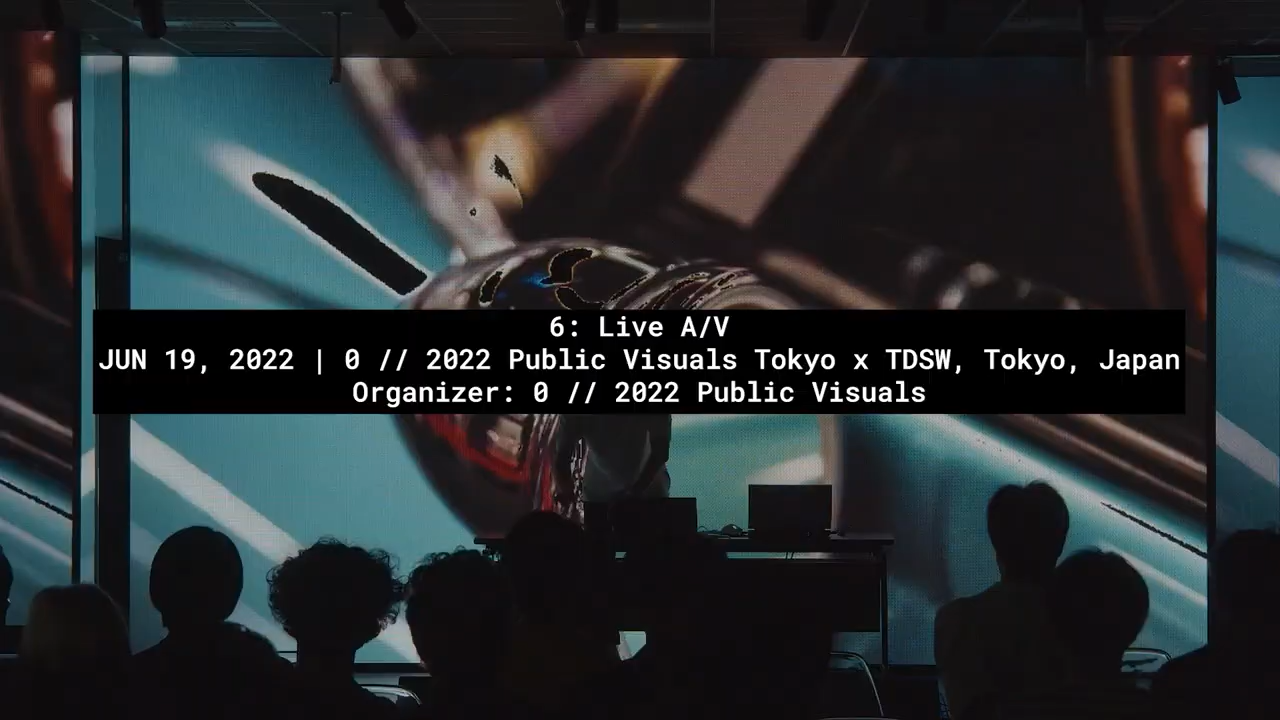 6: Live A/V
JUN 19, 2022 | 0 // 2022 Public Visuals Tokyo x TDSW, Tokyo, Japan
Organizer: 0 // 2022 Public Visuals